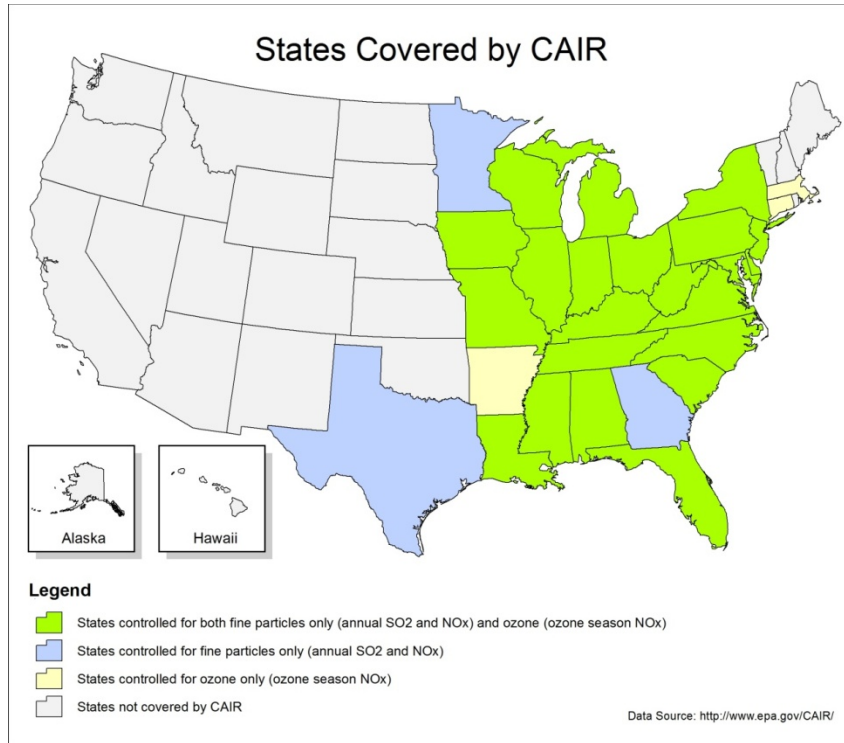 States Covered by CAIR
Alaska
Hawaii
Legend
States controlled for both fine particles only (annual SO2 and NOx) and ozone (ozone season NOx)
States controlled for fine particles only (annual SO2 and NOx)
States controlled for ozone only (ozone season NOx)
States not covered by CAIR
Data Source: http://www.epa.gov/CAIR/